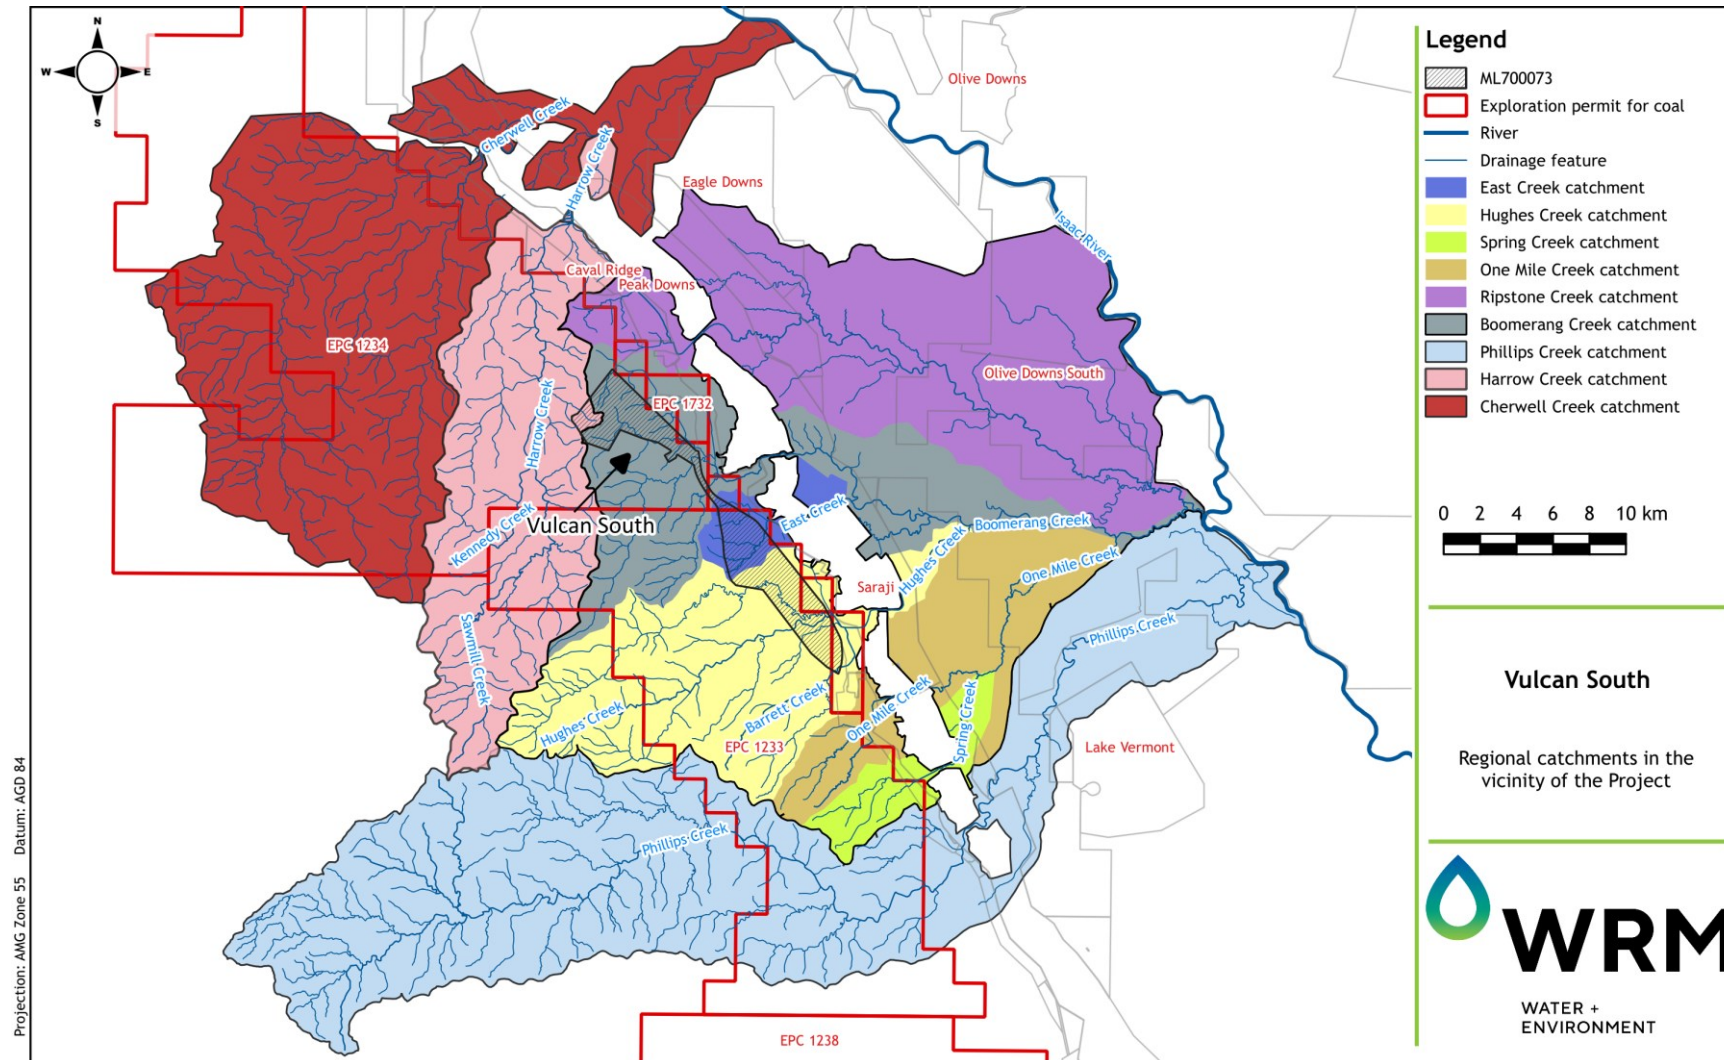 N
W
E
S
Cherwell Creek
Harrow Creek
Olive Downs
Eagle Downs
Isaac River
Caval Ridge
Peak Downs
EPC 1234
Olive Downs South
EPC 1732
Harrow Creek
Kennedy Creek
Vulcan South
East Creek
Boomerang Creek
Hughes Creek
One Mile Creek
Saraji
Sawmill Creek
Phillips Creek
Hughes Creek
Barrett Creek
One Mile Creek
Spring Creek
EPC 1233
Lake Vermont
Phillips Creek
EPC 1238
Projection: AMG Zone 55 Datum: AGD 84
Legend
ML700073
Exploration permit for coal
River
Drainage feature
East Creek catchment
Hughes Creek catchment
Spring Creek catchment
One Mile Creek catchment
Ripstone Creek catchment
Boomerang Creek catchment
Phillips Creek catchment
Harrow Creek catchment
Cherwell Creek catchment
0 2 4 6 8 10 km
Vulcan South
Regional catchments in the
vicinity of the Project
WRM
WATER +
ENVIRONMENT